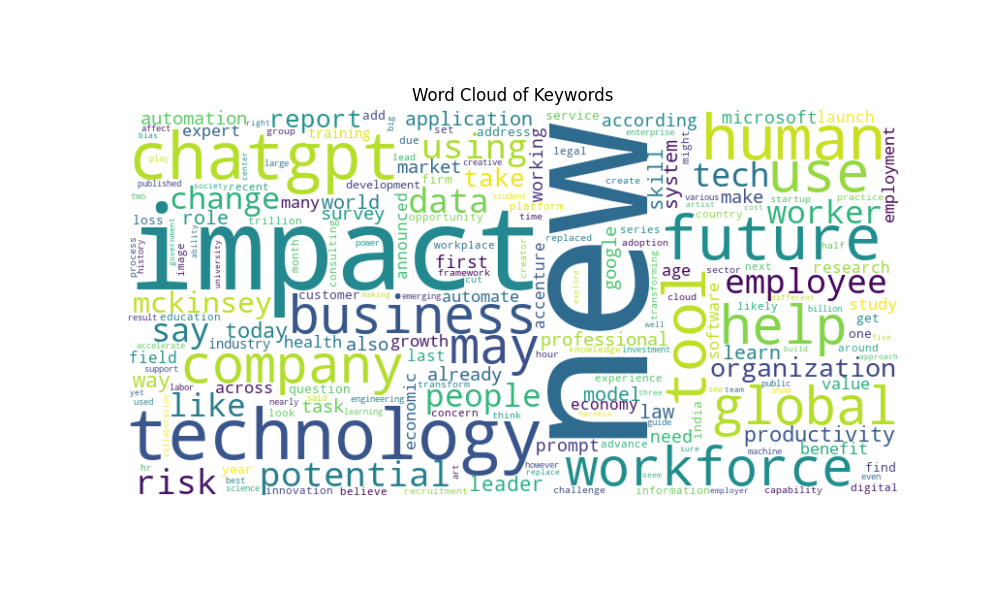 Word Cloud of Keywords
automation
expert
right
report
add
big
application
according
microsoft
launch
service
enterprise
affect
bias
group
training
set
address
due
using
working
legal
might
human
play
chatgpt
center
large
lead
market
creative
new
skill
system
tech
use
employment
published
society
recent
development
firm
take
student
create
various
startup
practice
two
change
many
world
data
platform
artist
cost
make
worker
loss
role
trillion
survey
announced
opportunity
time
country
process
history
government
image
ability
university
impact
month
consulting
power
workplace
replaced
series
future
half
first
creator
google
adoption
framework
cut
accenture
explore
transforming
age
sector
next
research
mckinsey
customer
making
emerging
automate
cloud
employee
different
result
education
business
well
tool
software
likely
billion
study
say
today
growth
professional
help
get
accelerate
industry
health
also
may
hour
knowledge
investment
learn
build
around
one
five
field
support
company
last
already
experience
organization
approach
way
labor
across
question
economic
transform
people
model
three
see
team
public
value
yet
used
collaboration
like
nearly
said
engineering
task
learning
look
concern
think
economy
harness
guide
law
india
global
show
technology
prompt
advance
need
sure
productivity
hr
year
best
science
risk
potential
art
however
replace
workforce
seem
machine
benefit
find
even
innovation
believe
recruitment
leader
challenge
information
employer
capability
digital